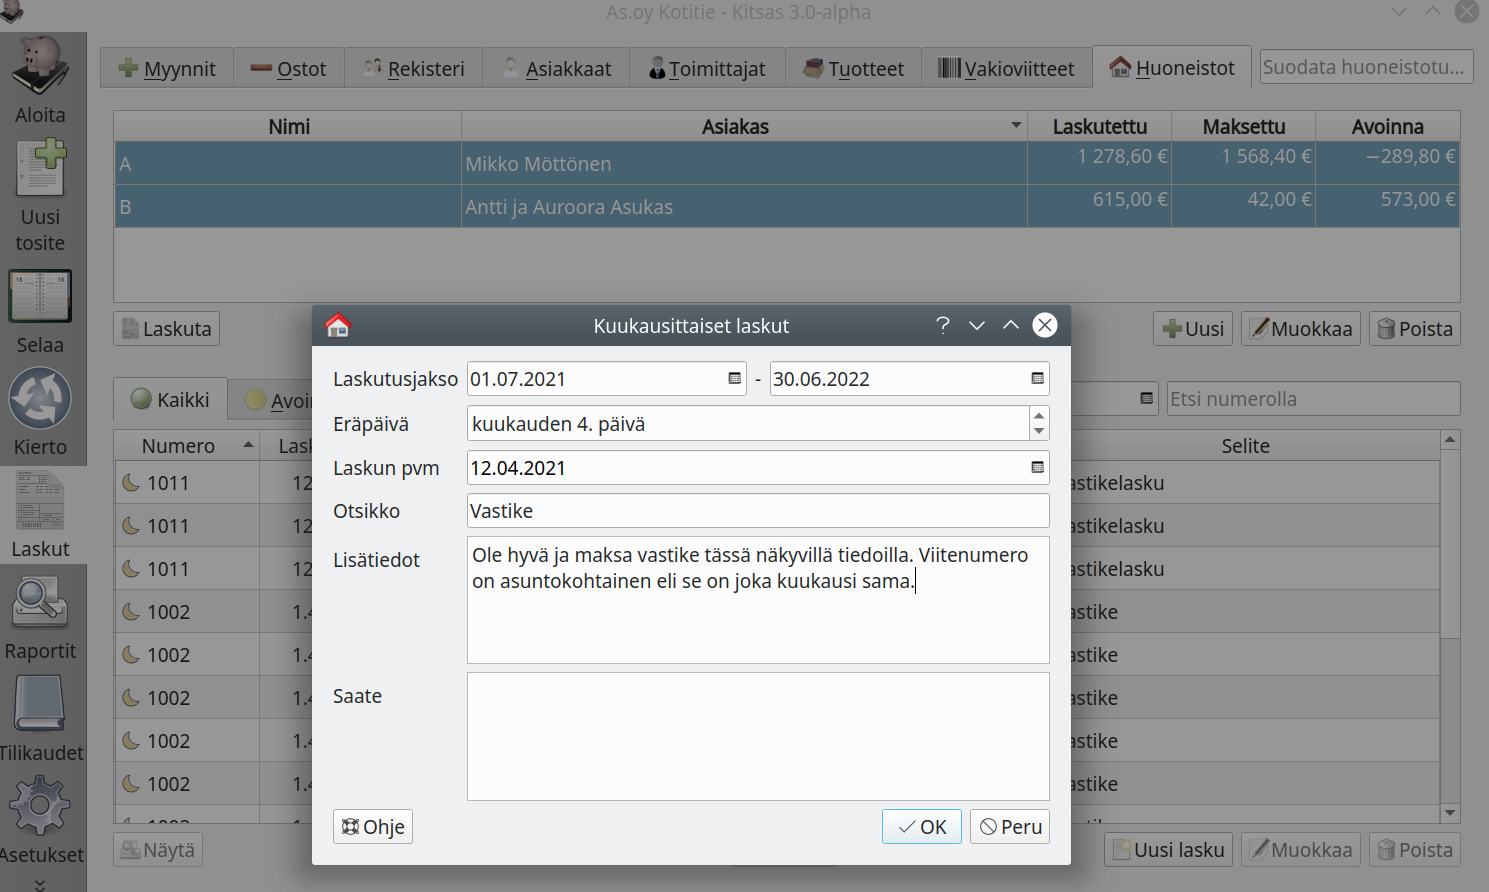 As.oy Kotitie - Kitsas 3.0-alpha
Aloita
Uusi
tosite
Selaa
Kierto
Laskut
Raportit
Tilikaudet
Asetukset
Myynnit
Ostot
Rekisteri
Asiakkaat
Toimittajat
Tuotteet
Vakioviitteet
Huoneistot
Suodata huoneistotu...
Nimi Asiakas Laskutettu Maksettu Avoinna
A Mikko Möttönen 1 278,60 € 1 568,40 € −289,80 €
B Antti ja Auroora Asukas 615,00 € 42,00 € 573,00 €
Laskuta
Uusi
Muokkaa
Poista
Kaikki
Avoi
Etsi numerolla
Numero Lask Selite
1011 12 astikelasku
1011 12 astikelasku
1011 12 astikelasku
1002 1.4 astike
1002 1.4 astike
1002 1.4 astike
1002 1.4 astike
1002 1.4 astike
Näytä
Uusi lasku
Muokkaa
Poista
Kuukausittaiset laskut
?
Laskutusjakso 01.07.2021 - 30.06.2022
Eräpäivä kuukauden 4. päivä
Laskun pvm 12.04.2021
Otsikko Vastike
Lisätiedot
Ole hyvä ja maksa vastike tässä näkyvillä tiedoilla. Viitenumero
on asuntokohtainen eli se on joka kuukausi sama.
Saate
Ohje
OK
Peru